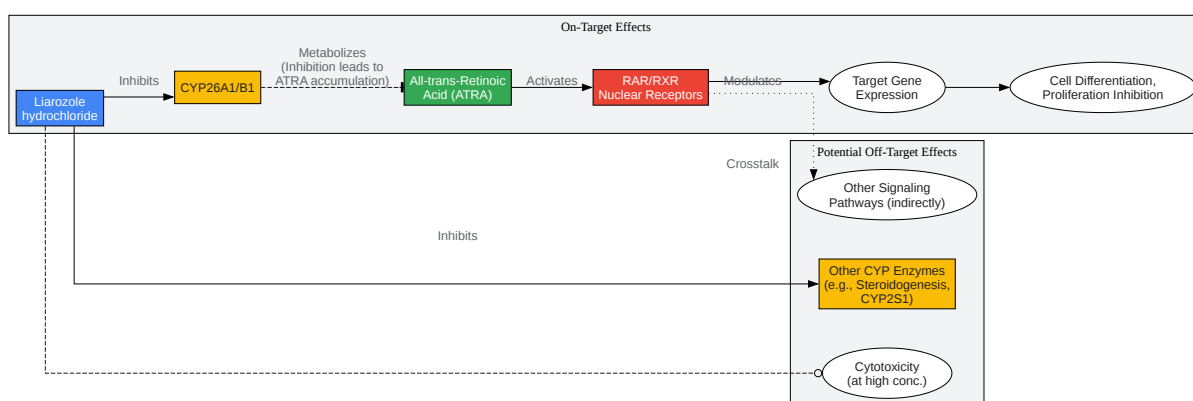 On-Target Effects
Metabolizes
(Inhibition leads to
ATRA accumulation)
Inhibits
CYP26A1/B1
All-trans-Retinoic
Acid (ATRA)
Activates
RAR/RXR
Nuclear Receptors
Modulates
Target Gene
Expression
Cell Differentiation,
Proliferation Inhibition
Liarozole
hydrochloride
Potential Off-Target Effects
Crosstalk
Other Signaling
Pathways (indirectly)
Inhibits
Other CYP Enzymes
(e.g., Steroidogenesis,
CYP2S1)
Cytotoxicity
(at high conc.)